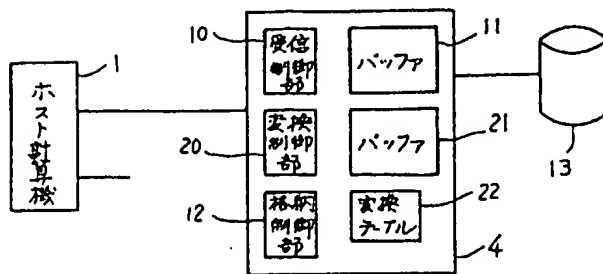 10
受信
制御
部
11
バッファ
1
ホスト計算機
20
変換
制御
部
バッファ
21
13
12
格納
制御
部
変換
テーブル
22
4